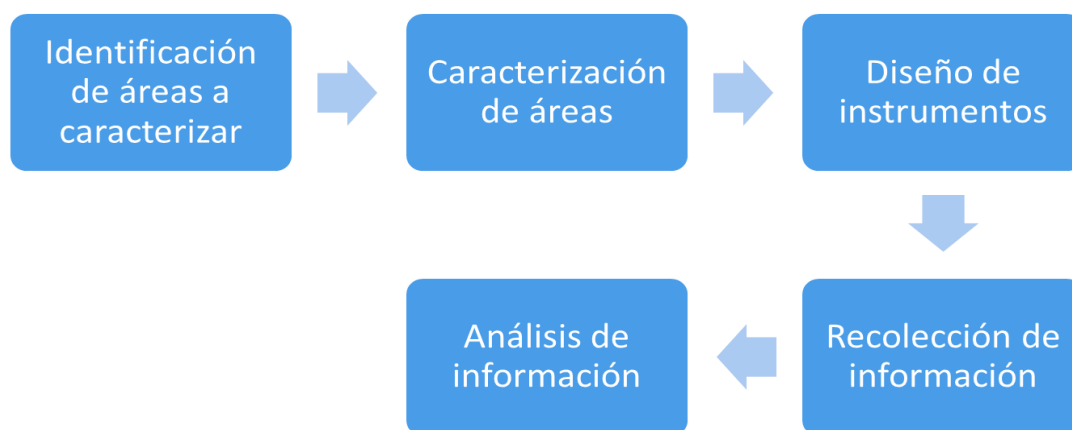 Identificación
de áreas a
caracterizar
Caracterización
de áreas
Diseño de
instrumentos
Recolección de
información
Análisis de
información